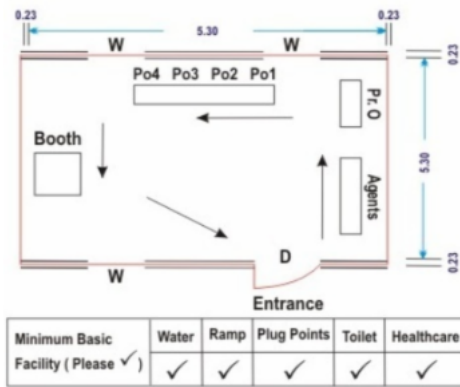 0.23 5.30 0.23
W W
0.23
Po4 Po3 Po2 Po1
Pr. O
Booth
5.30
Agents
W D
0.23
Entrance
Minimum Basic Facility ( Please ✓ ) Water Ramp Plug Points Toilet Healthcare
✓ ✓ ✓ ✓ ✓